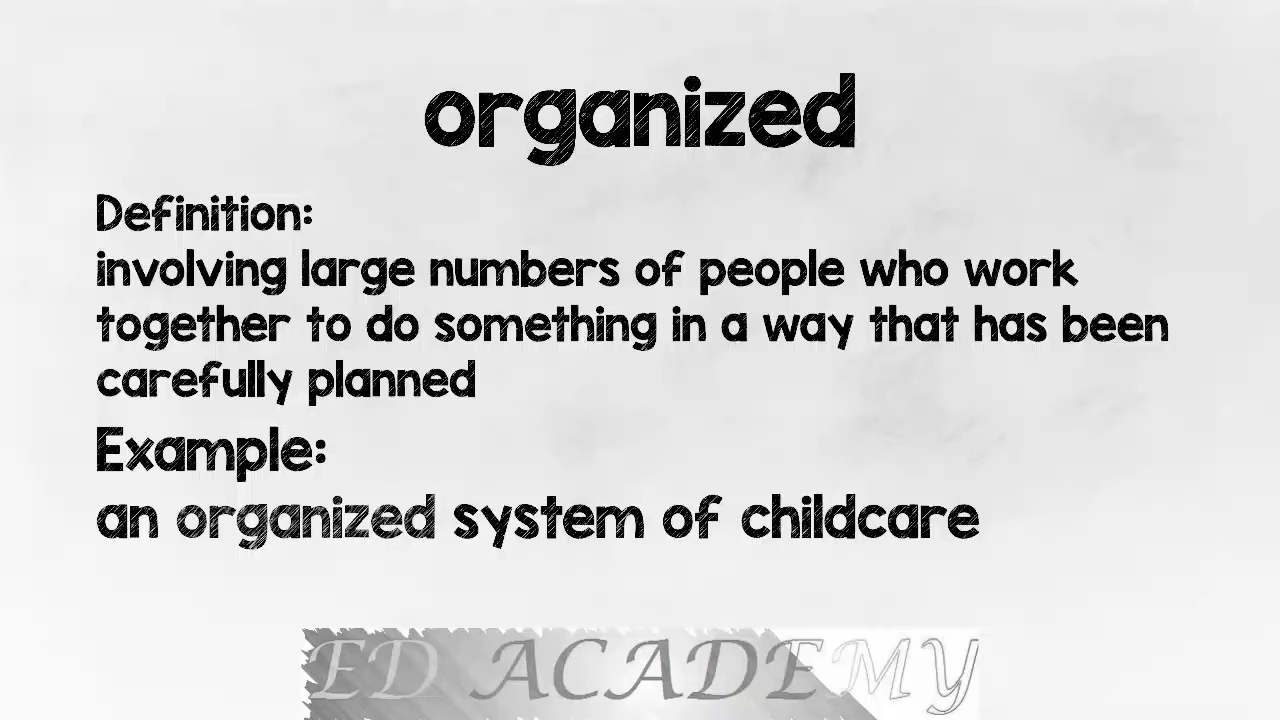 organized
Definition:
involving large numbers of people who work
together to do something in a way that has been
carefully planned
Example:
an organized system of childcare
ED ACADEMY